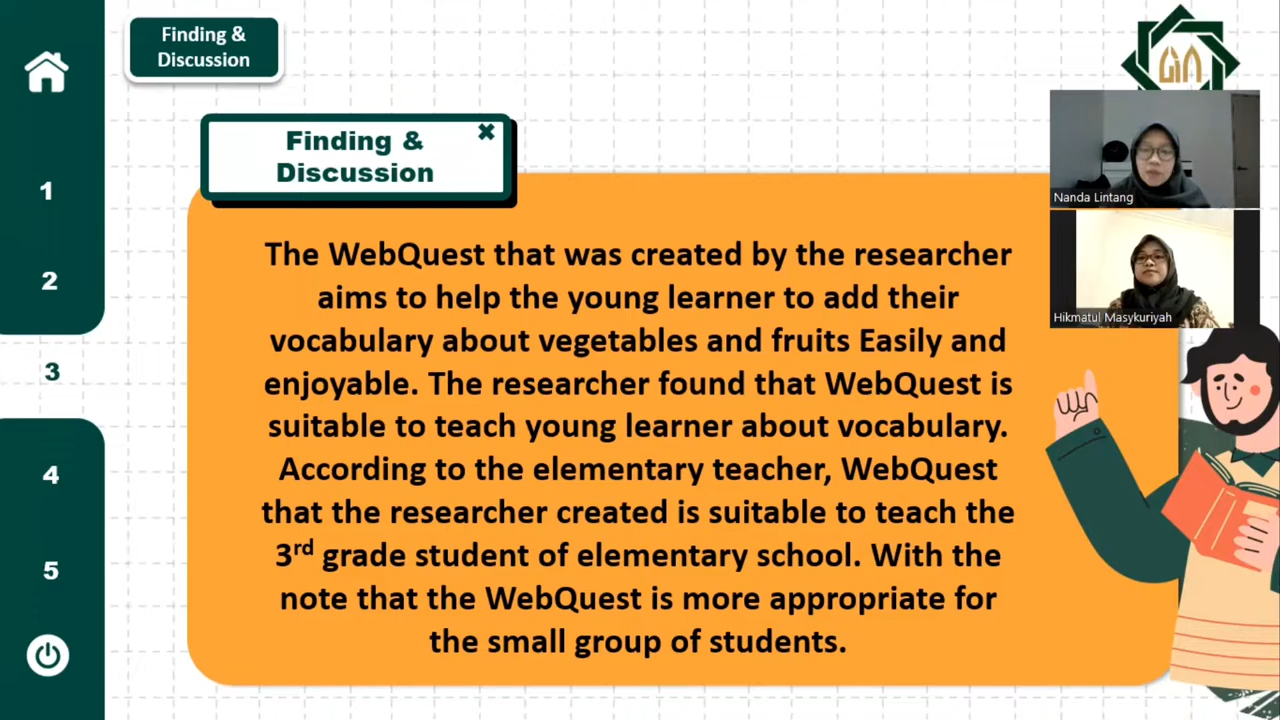 Finding &
Discussion
Finding &
Discussion
1
2
3
4
5
The WebQuest that was created by the researcher
aims to help the young learner to add their
vocabulary about vegetables and fruits Easily and
enjoyable. The researcher found that WebQuest is
suitable to teach young learner about vocabulary.
According to the elementary teacher, WebQuest
that the researcher created is suitable to teach the
3rd grade student of elementary school. With the
note that the WebQuest is more appropriate for
the small group of students.
Nanda Lintang
Hikmatul Masykuriyah